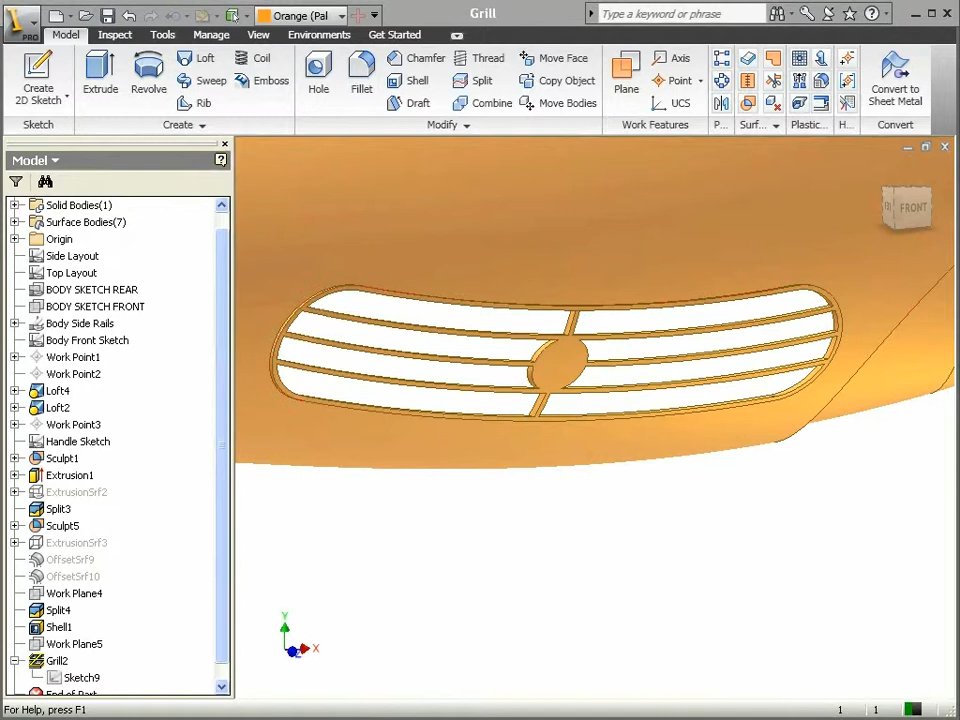 Orange (Pal
Grill
Type a keyword or phrase
PRO
Model
Inspect
Tools
Manage
View
Environments
Get Started
Create
2D Sketch
Extrude
Revolve
Loft
Sweep
Rib
Coil
Emboss
Hole
Fillet
Chamfer
Shell
Draft
Thread
Split
Combine
Move Face
Copy Object
Move Bodies
Plane
Axis
Point
UCS
Convert to
Sheet Metal
Sketch
Create
Modify
Work Features
P...
Surf...
Plastic...
H...
Convert
Model
Solid Bodies(1)
Surface Bodies(7)
Origin
Side Layout
Top Layout
BODY SKETCH REAR
BODY SKETCH FRONT
Body Side Rails
Body Front Sketch
Work Point1
Work Point2
Loft4
Loft2
Work Point3
Handle Sketch
Sculpt1
Extrusion1
ExtrusionSrf2
Split3
Sculpt5
ExtrusionSrf3
OffsetSrf9
OffsetSrf10
Work Plane4
Split4
Shell1
Work Plane5
Grill2
Sketch9
End of Part
FRONT
Y
X
For Help, press F1
1
1